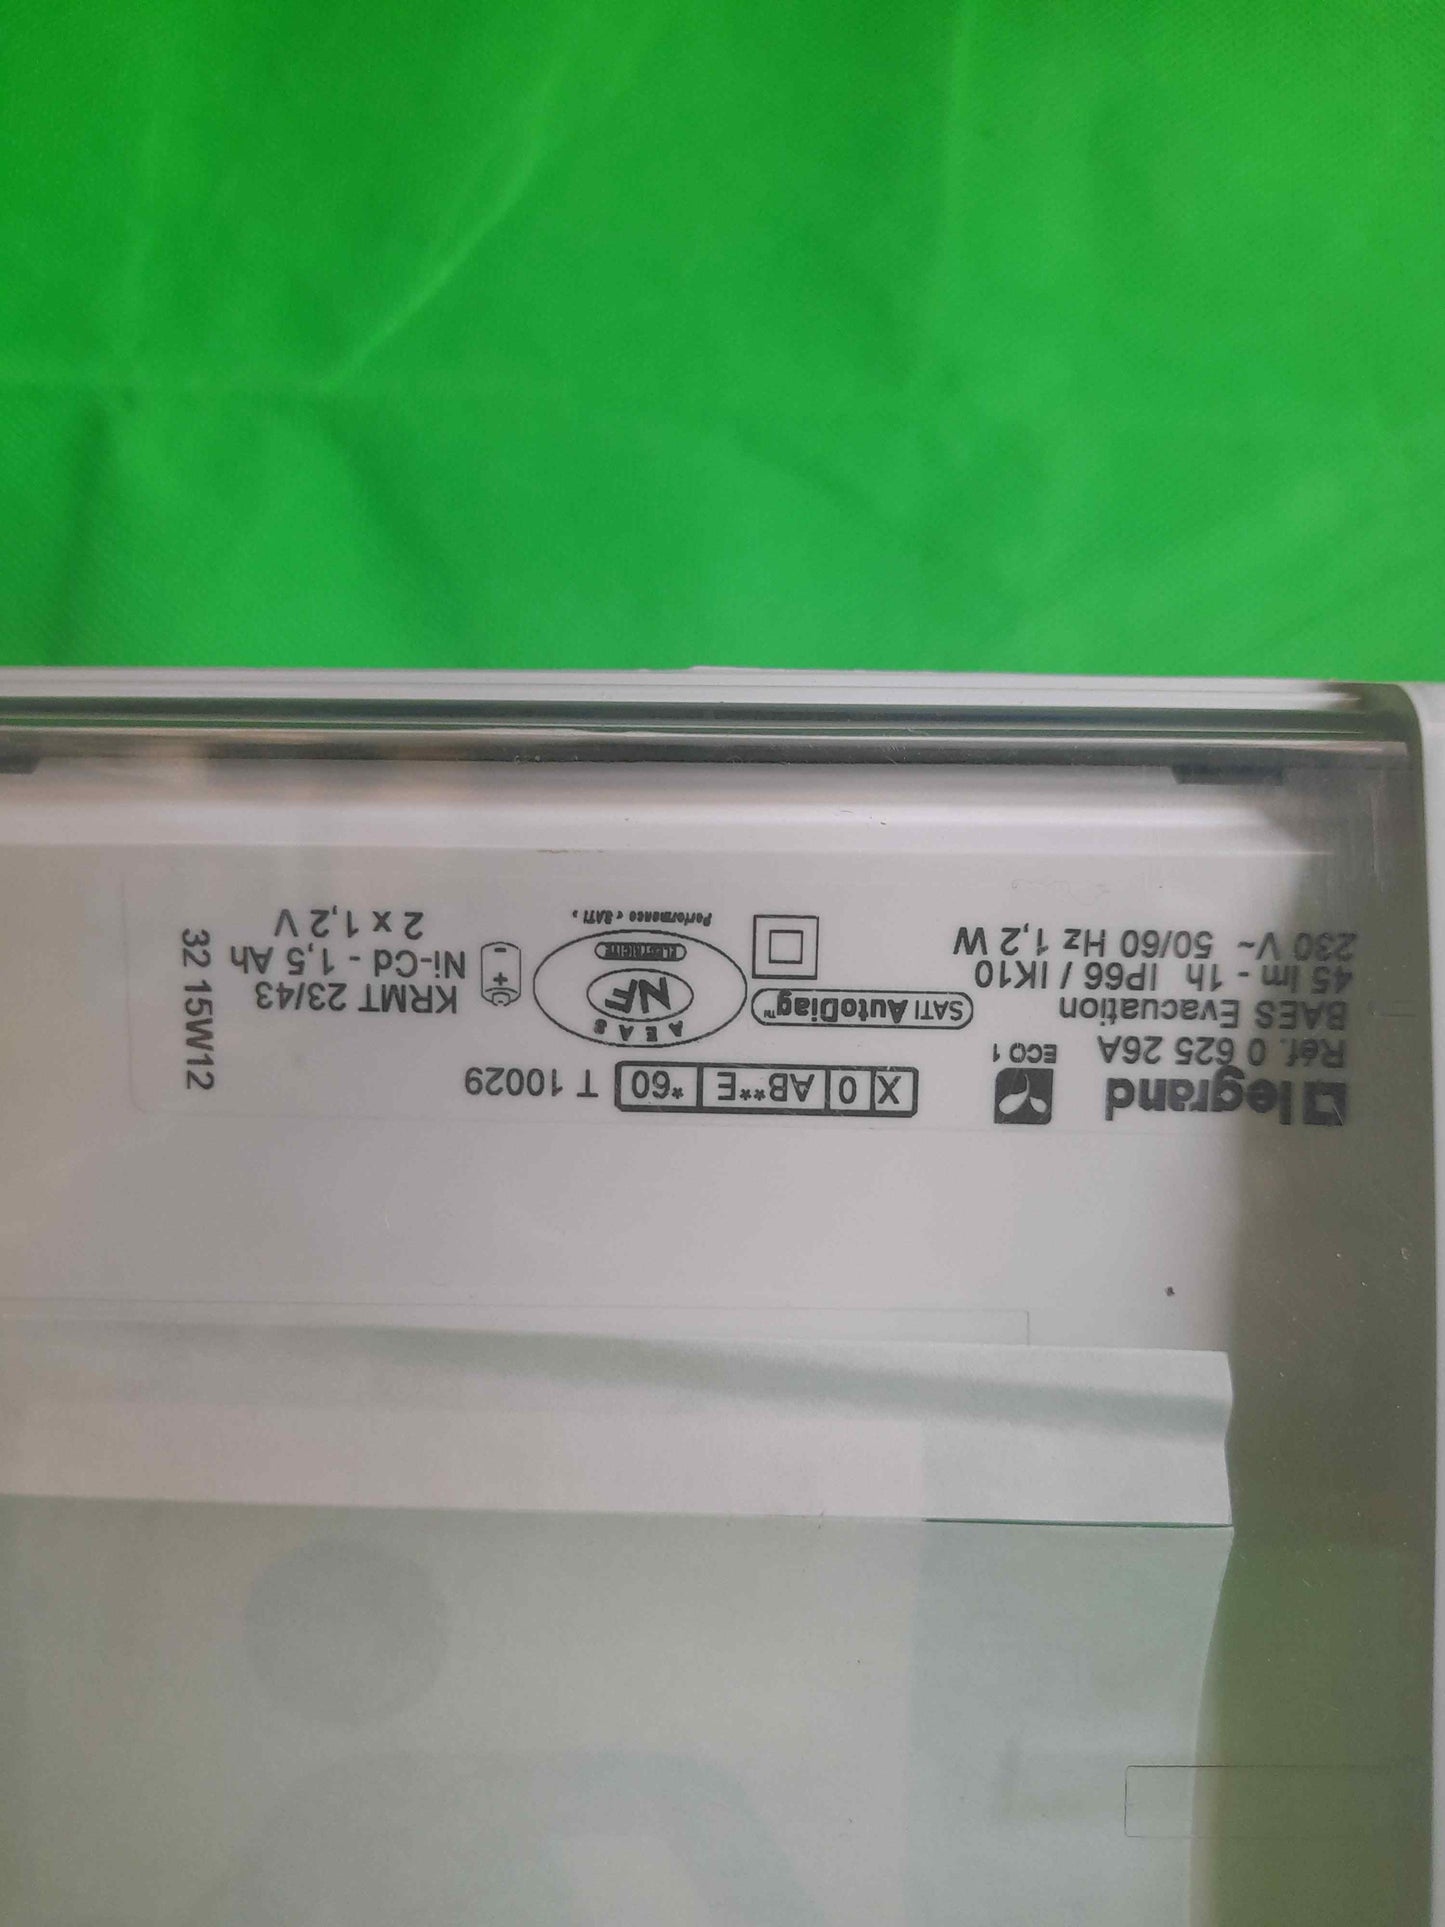 legrand
Réf. 0 625 26A
BAES Evacuation
45 lm - 1h IP66 / IK10
230 V~ 50/60 Hz 1,2 W
ECO 1
SATI AutoDiag™
X 0 AB**E *60 T 10029
A E A S
NF
ELECTRICITE
Performance « SATI »
KRMT 23/43
Ni-Cd - 1,5 Ah
2 x 1,2 V
32 15W12